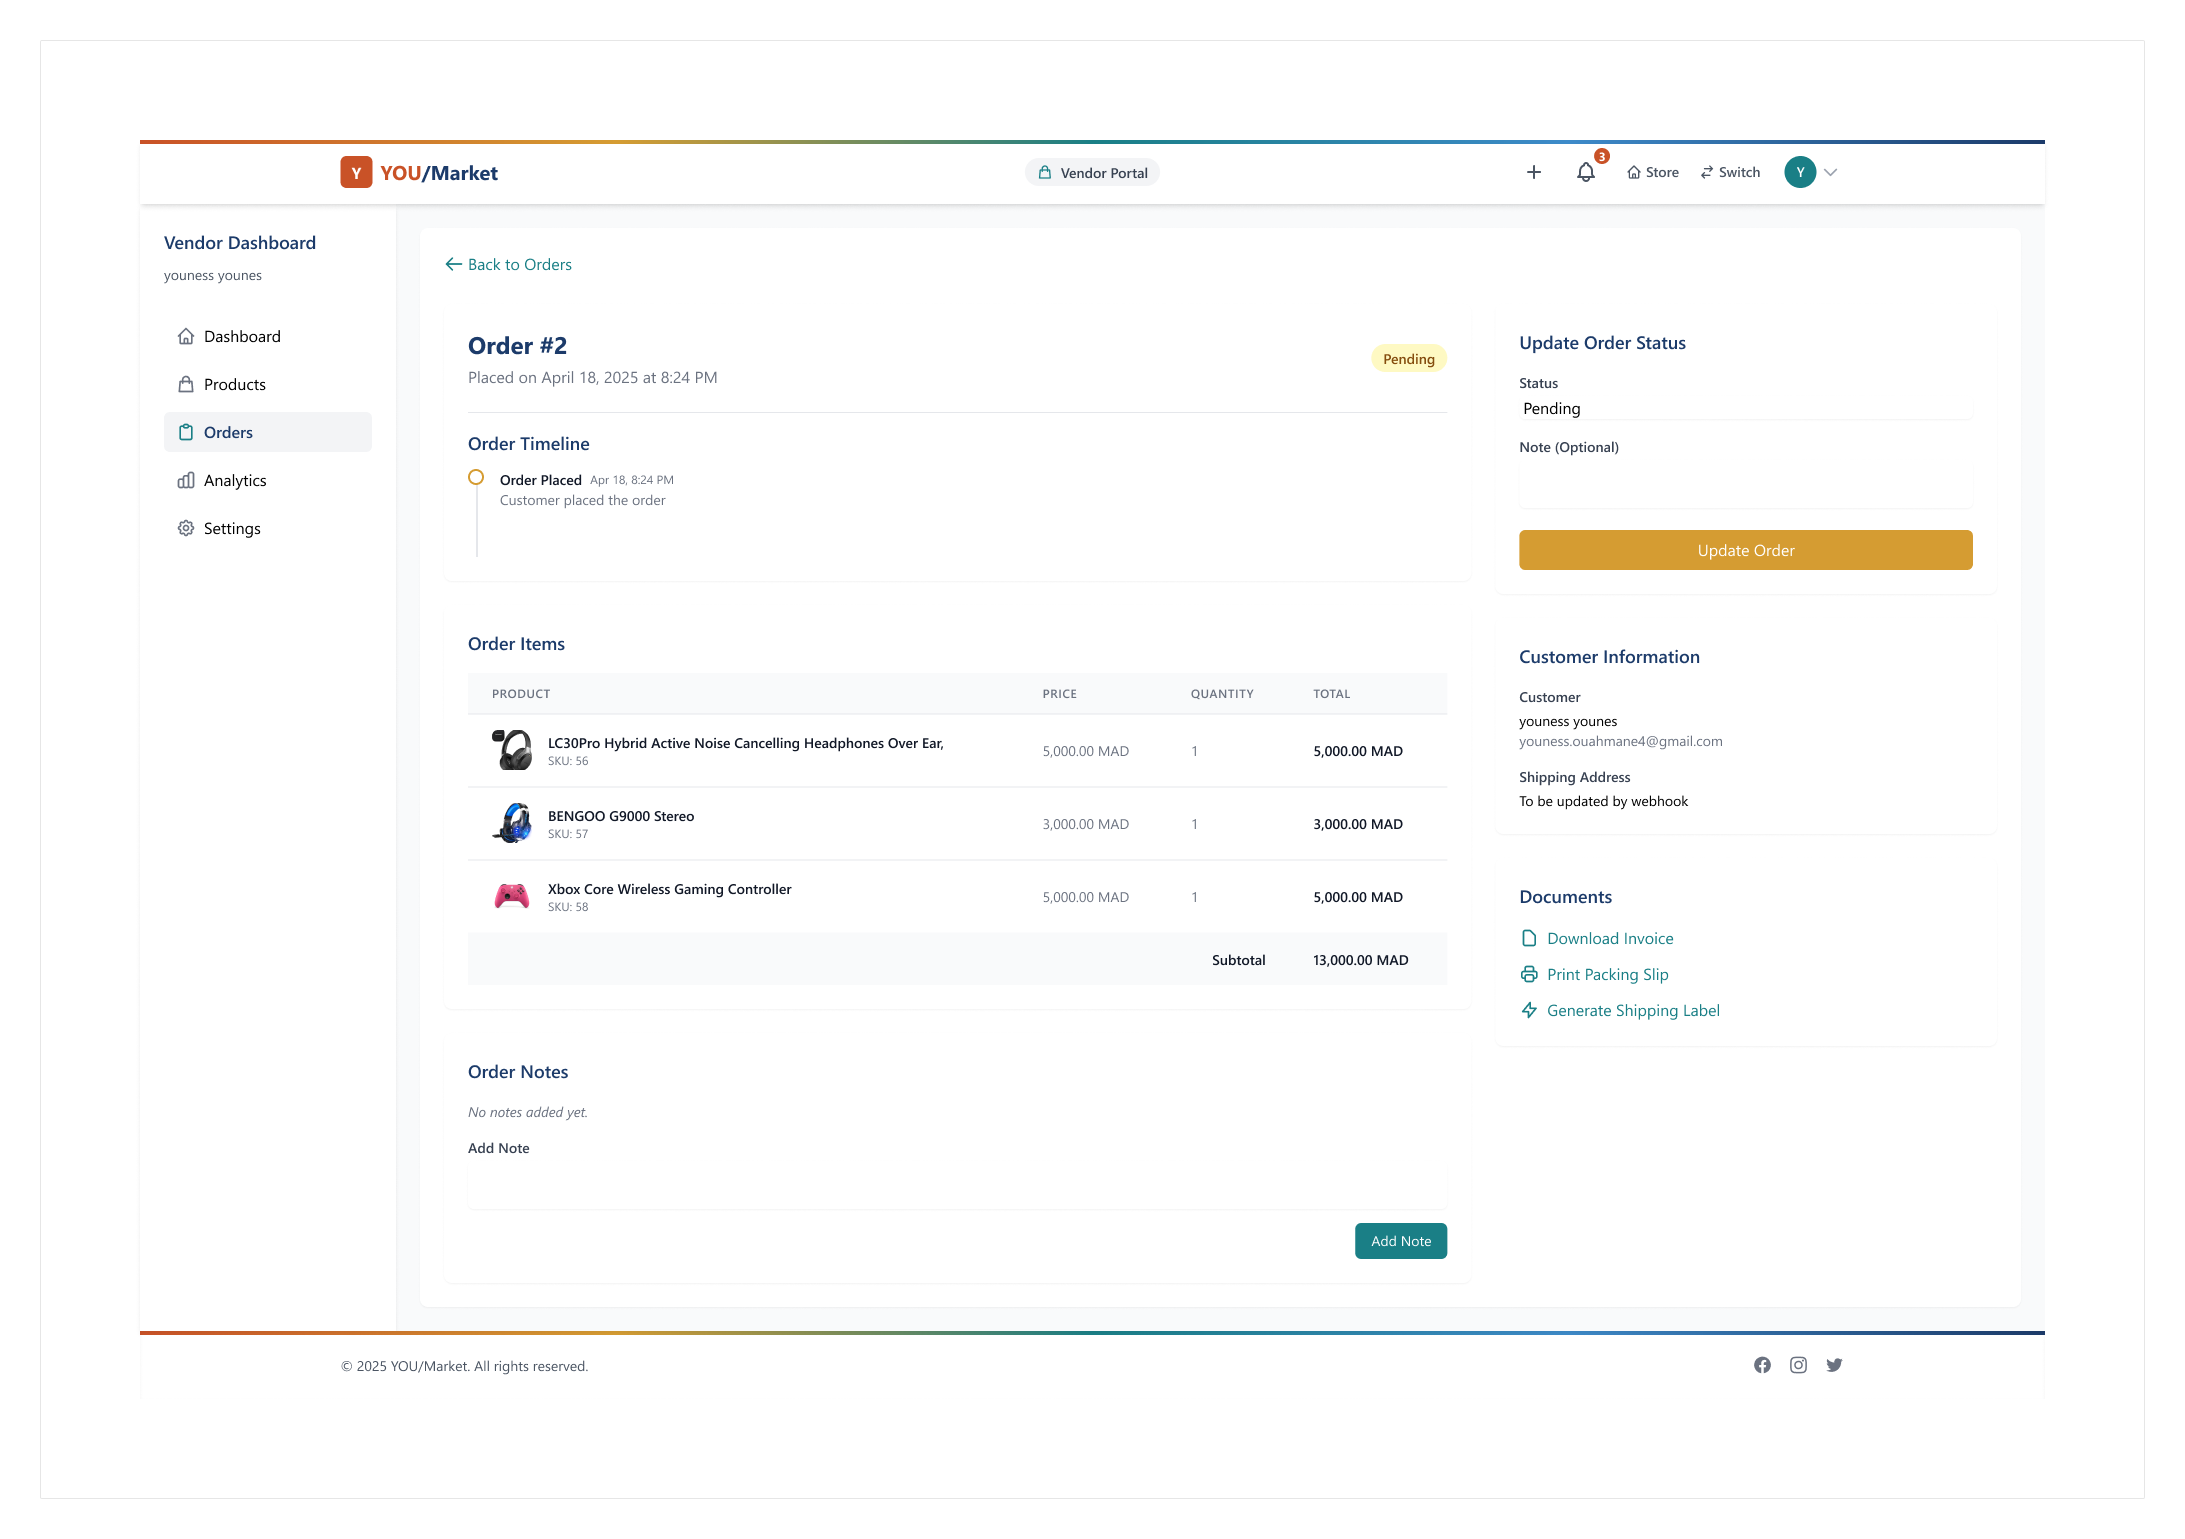 Y YOU/Market
Vendor Portal
3
Store
Switch
Y
Vendor Dashboard
youness younes
Dashboard
Products
Orders
Analytics
Settings
Back to Orders
Order #2
Placed on April 18, 2025 at 8:24 PM
Pending
Order Timeline
Order Placed Apr 18, 8:24 PM
Customer placed the order
Order Items
PRODUCT PRICE QUANTITY TOTAL
LC30Pro Hybrid Active Noise Cancelling Headphones Over Ear,
SKU: 56
5,000.00 MAD 1 5,000.00 MAD
BENGOO G9000 Stereo
SKU: 57
3,000.00 MAD 1 3,000.00 MAD
Xbox Core Wireless Gaming Controller
SKU: 58
5,000.00 MAD 1 5,000.00 MAD
Subtotal 13,000.00 MAD
Order Notes
No notes added yet.
Add Note
Add Note
Update Order Status
Status
Pending
Note (Optional)
Update Order
Customer Information
Customer
youness younes
youness.ouahmane4@gmail.com
Shipping Address
To be updated by webhook
Documents
Download Invoice
Print Packing Slip
Generate Shipping Label
© 2025 YOU/Market. All rights reserved.